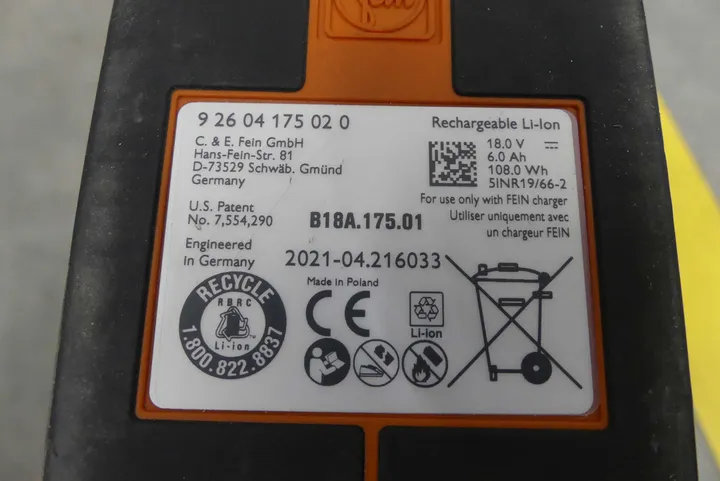 Fein
9 26 04 175 02 0
C. & E. Fein GmbH
Hans-Fein-Str. 81
D-73529 Schwäb. Gmünd
Germany
U.S. Patent
No. 7,554,290
Engineered
in Germany
Rechargeable Li-Ion
18.0 V
6.0 Ah
108.0 Wh
5INR19/66-2
For use only with FEIN charger
Utiliser uniquement avec
un chargeur FEIN
B18A.175.01
2021-04.216033
Made in Poland
CE
RECYCLE
RBRC
Li-ion
1.800.822.8837
Li-Ion